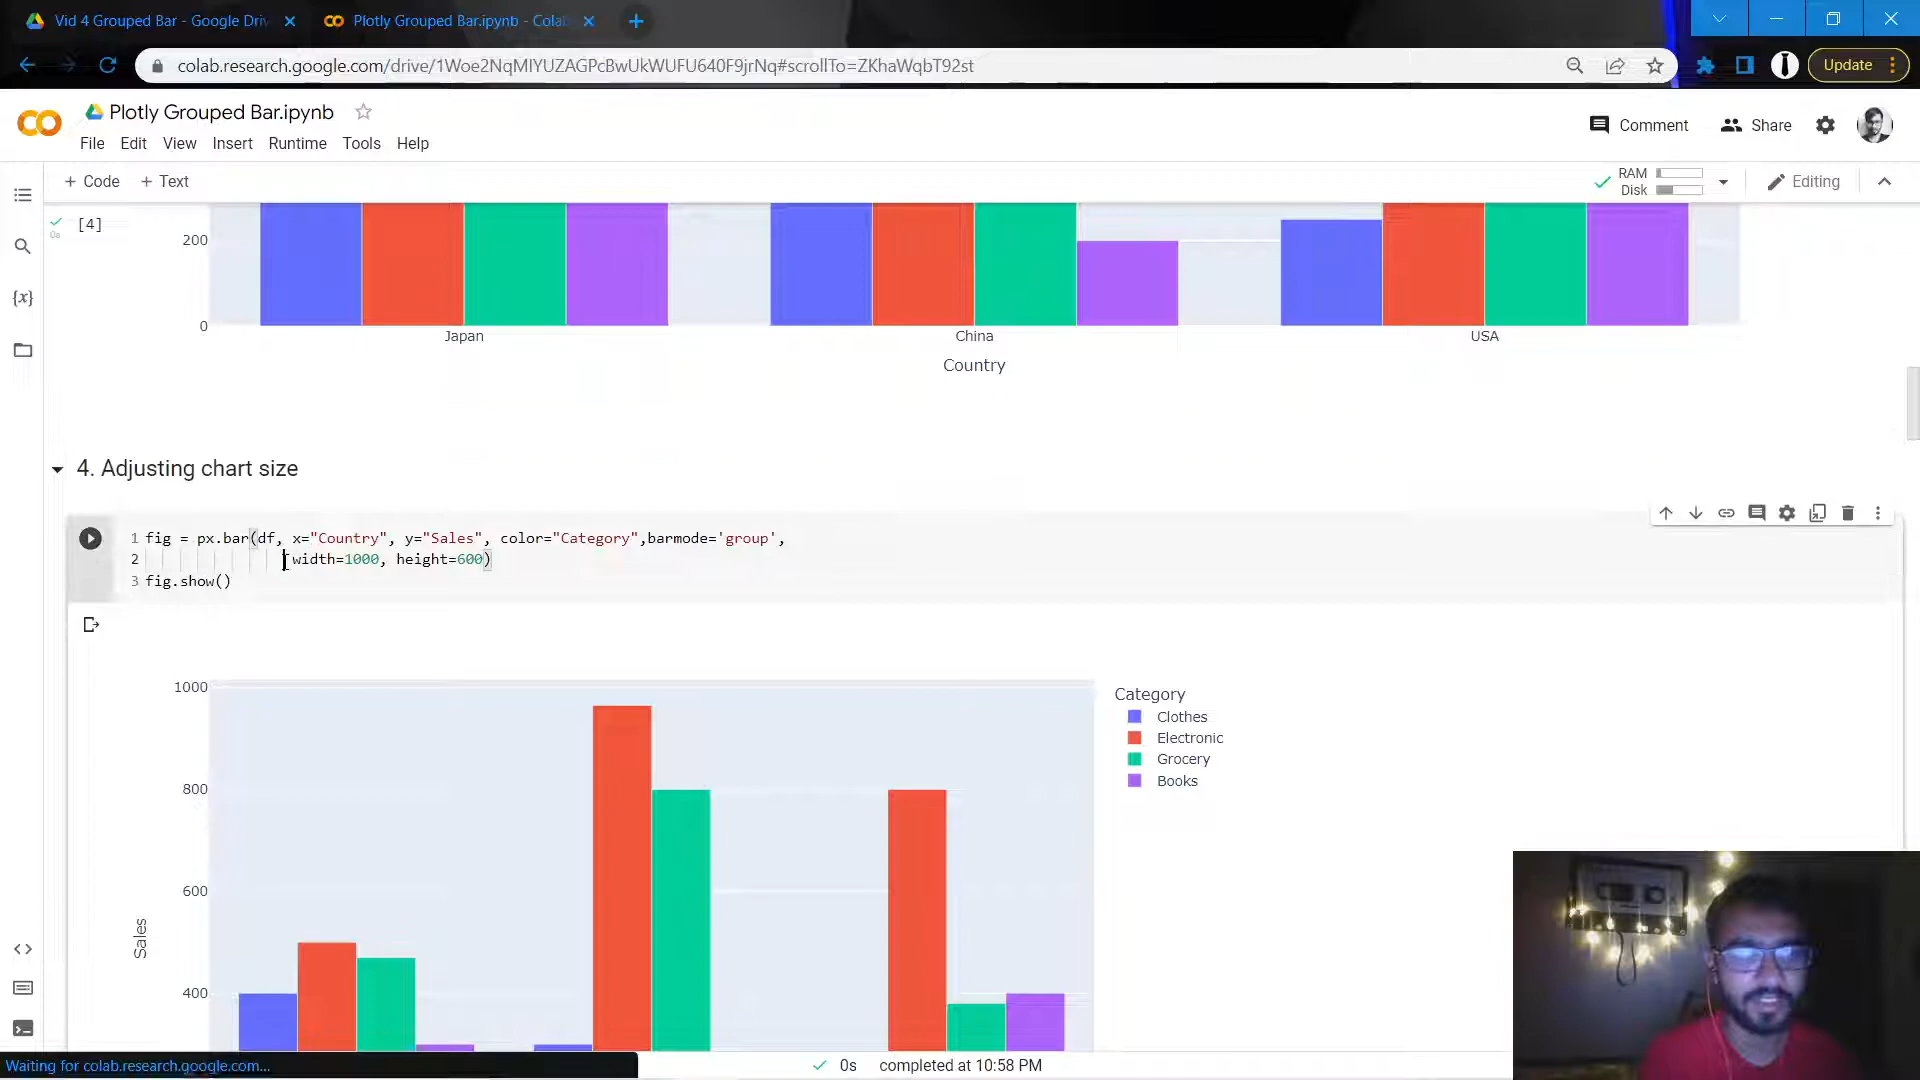 Vid 4 Grouped Bar - Google Driv
Plotly Grouped Bar.ipynb - Colab
colab.research.google.com/drive/1Woe2NqMIYUZAGPcBwUkWUFU640F9jrNq#scrollTo=ZKhaWqbT92st
Update
Plotly Grouped Bar.ipynb
File Edit View Insert Runtime Tools Help
Comment
Share
+ Code + Text
RAM
Disk
Editing
[4]
0s
200
0
Japan China USA
Country
4. Adjusting chart size
1 fig = px.bar(df, x="Country", y="Sales", color="Category",barmode='group',
2 width=1000, height=600)
3 fig.show()
1000
800
600
400
Sales
Category
Clothes
Electronic
Grocery
Books
Waiting for colab.research.google.com...
0s completed at 10:58 PM